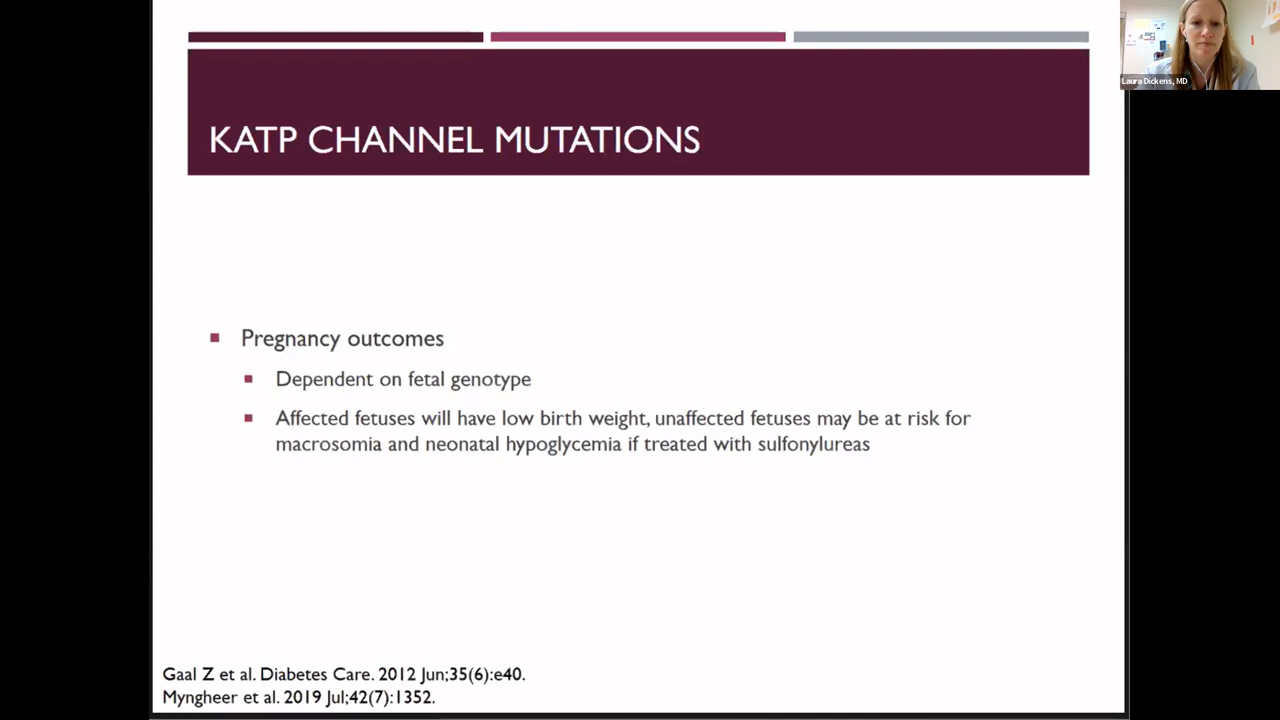 Laura Dickens, MD
KATP CHANNEL MUTATIONS
Pregnancy outcomes
Dependent on fetal genotype
Affected fetuses will have low birth weight, unaffected fetuses may be at risk for
macrosomia and neonatal hypoglycemia if treated with sulfonylureas
Gaal Z et al. Diabetes Care. 2012 Jun;35(6):e40.
Myngheer et al. 2019 Jul;42(7):1352.